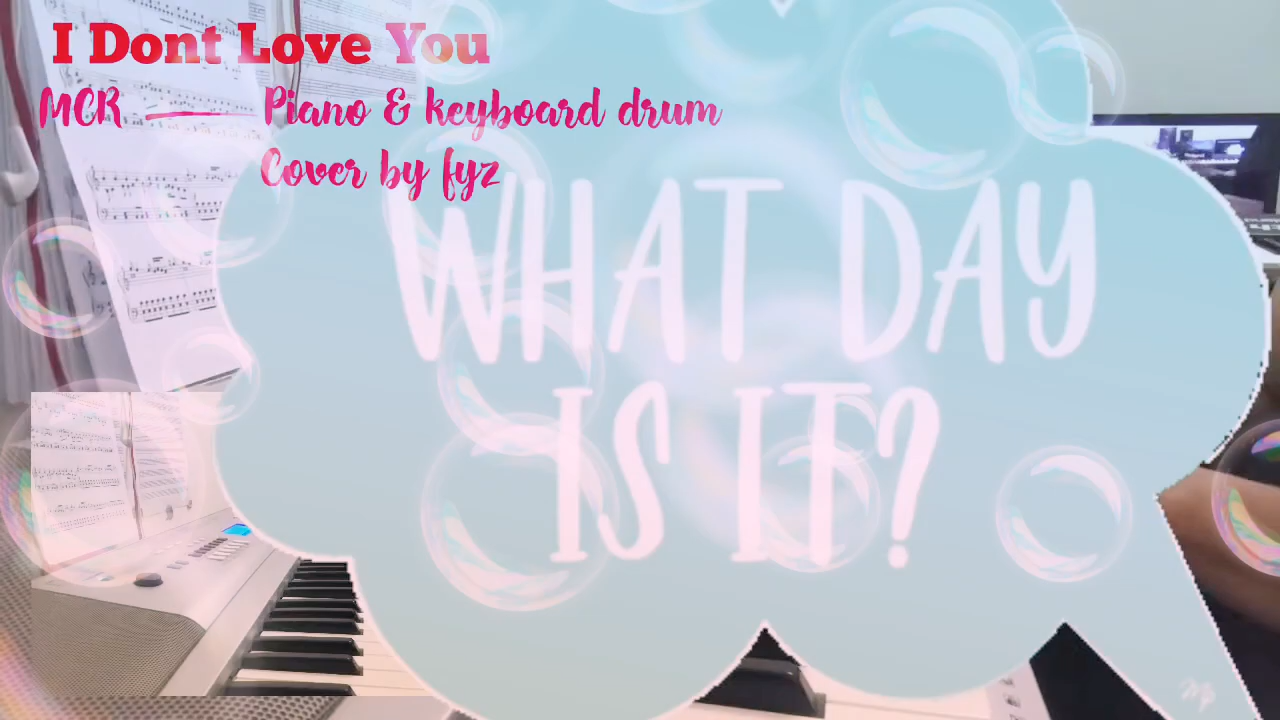 I Dont Love You
MCR — Piano & keyboard drum
Cover by fyz
WHAT DAY
IS IT?